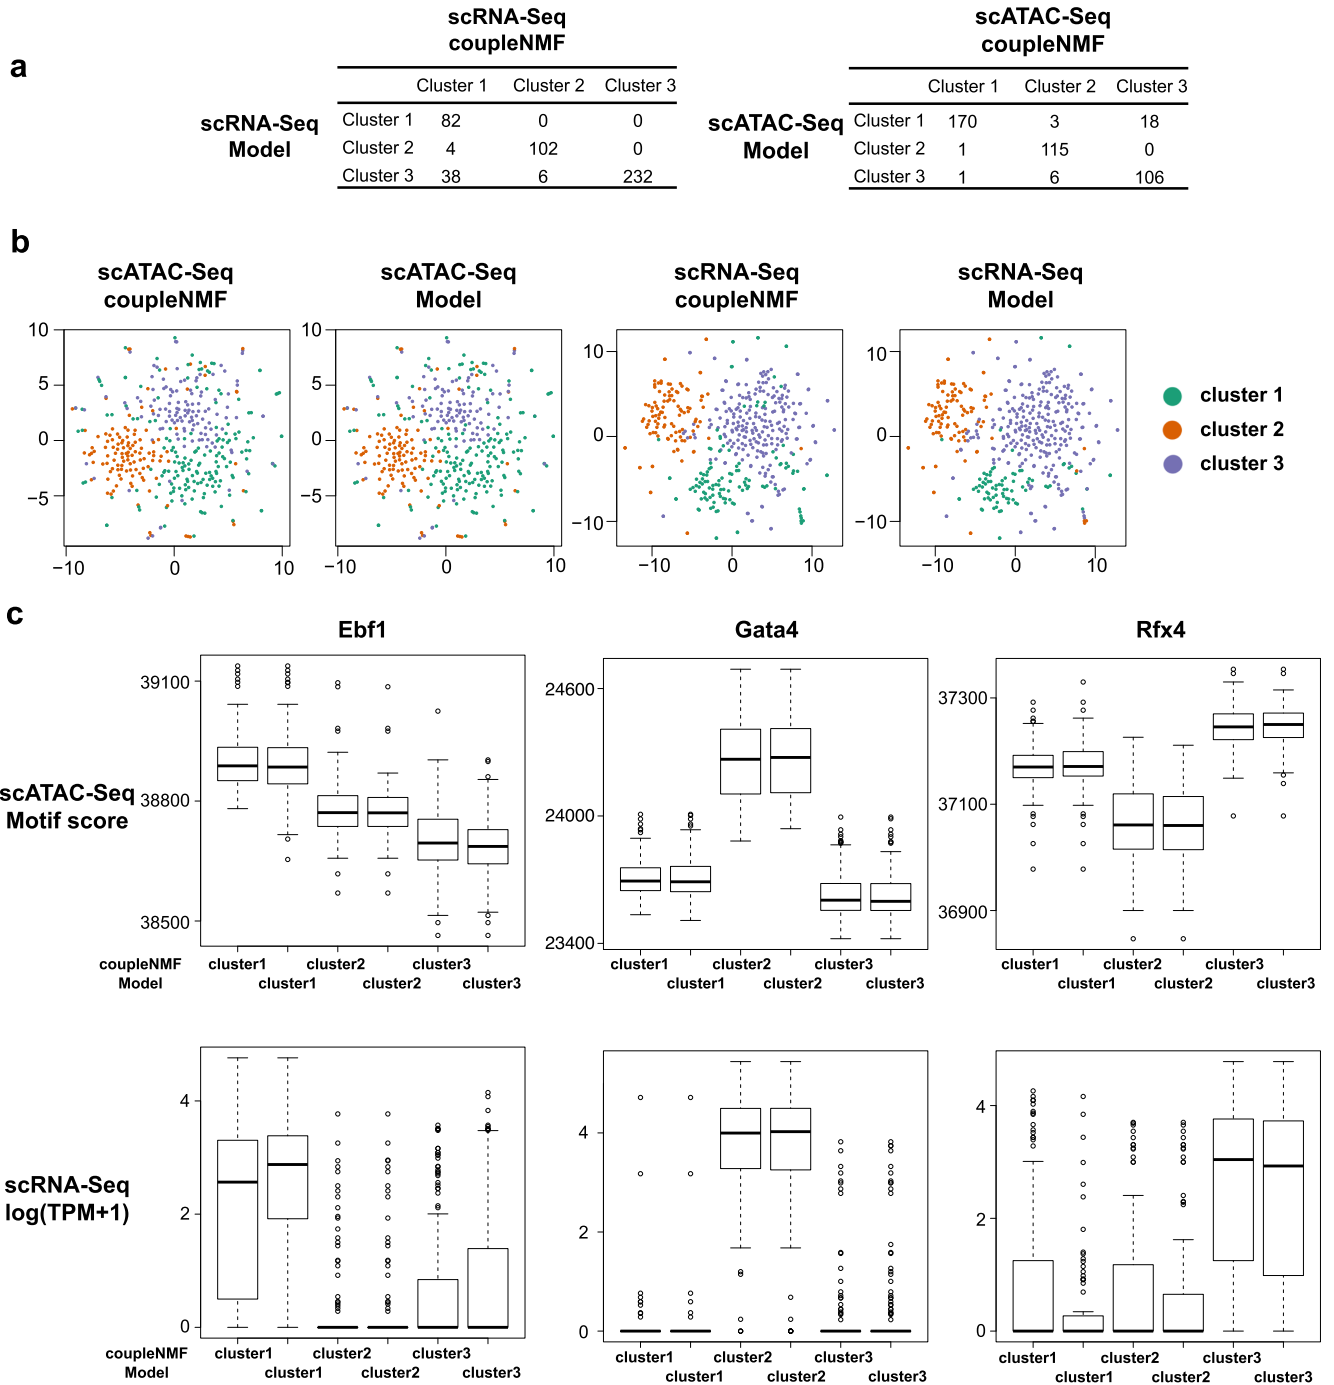 scRNA-Seq
coupleNMF
scATAC-Seq
coupleNMF
a
Cluster 1 Cluster 2 Cluster 3
Cluster 1 Cluster 2 Cluster 3
scRNA-Seq
Model
Cluster 1 82 0 0
Cluster 2 4 102 0
Cluster 3 38 6 232
scATAC-Seq
Model
Cluster 1 170 3 18
Cluster 2 1 115 0
Cluster 3 1 6 106
b
scATAC-Seq
coupleNMF
scATAC-Seq
Model
scRNA-Seq
coupleNMF
scRNA-Seq
Model
10
5
0
−5
−10 0 10
10
5
0
−5
−10 0 10
10
0
−10
−10 0 10
10
0
−10
−10 0 10
cluster 1
cluster 2
cluster 3
c
Ebf1
Gata4
Rfx4
scATAC-Seq
Motif score
39100
38800
38500
24600
24000
23400
37300
37100
36900
coupleNMF
Model
cluster1 cluster2 cluster3
cluster1 cluster2 cluster3
cluster1 cluster2 cluster3
cluster1 cluster2 cluster3
cluster1 cluster2 cluster3
cluster1 cluster2 cluster3
scRNA-Seq
log(TPM+1)
4
2
0
4
2
0
4
2
0
coupleNMF
Model
cluster1 cluster2 cluster3
cluster1 cluster2 cluster3
cluster1 cluster2 cluster3
cluster1 cluster2 cluster3
cluster1 cluster2 cluster3
cluster1 cluster2 cluster3